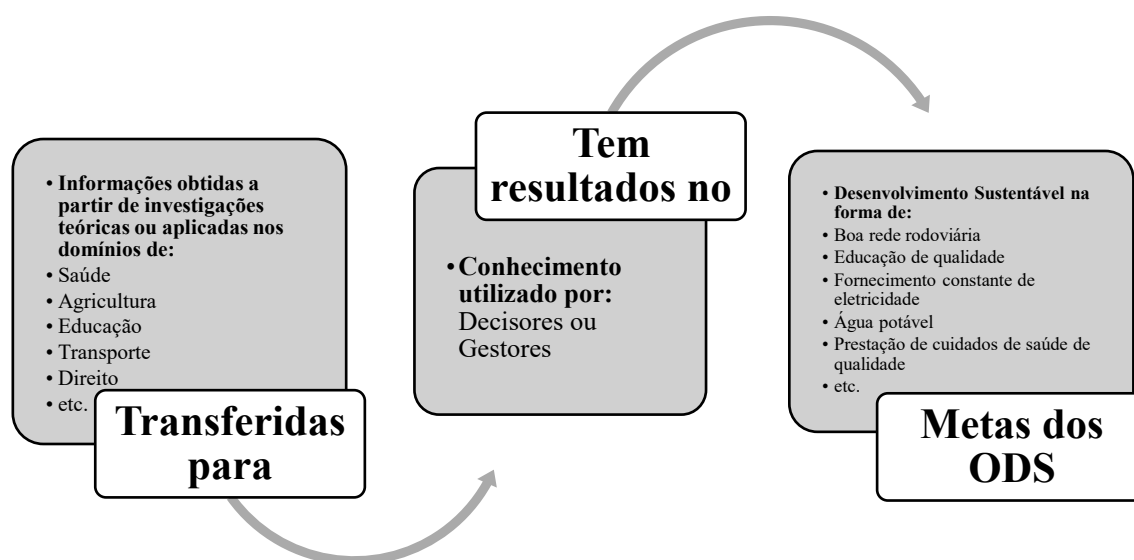 • Informações obtidas a
partir de investigações
teóricas ou aplicadas nos
domínios de:
• Saúde
• Agricultura
• Educação
• Transporte
• Direito
• etc.
Transferidas
para
Tem
resultados no
• Conhecimento
utilizado por:
Decisores ou
Gestores
• Desenvolvimento Sustentável na
forma de:
• Boa rede rodoviária
• Educação de qualidade
• Fornecimento constante de
eletricidade
• Água potável
• Prestação de cuidados de saúde de
qualidade
• etc.
Metas dos
ODS